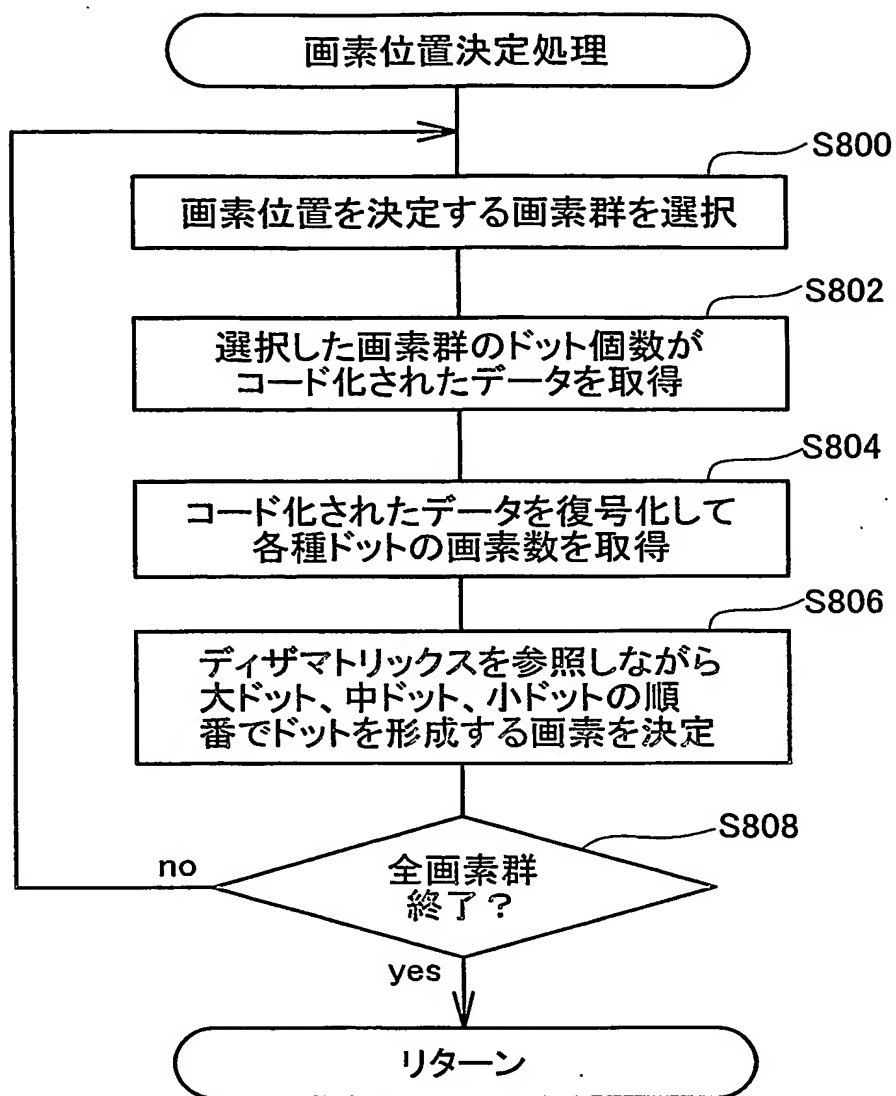 画素位置決定処理
S800
画素位置を決定する画素群を選択
S802
選択した画素群のドット個数が
コード化されたデータを取得
S804
コード化されたデータを復号化して
各種ドットの画素数を取得
S806
ディザマトリックスを参照しながら
大ドット、中ドット、小ドットの順
番でドットを形成する画素を決定
S808
全画素群
終了？
no
yes
リターン